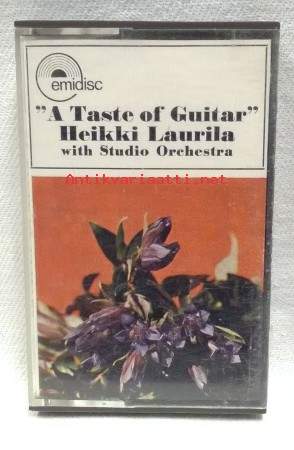 emidisc
"A Taste of Guitar"
Heikki Laurila
with Studio Orchestra
Antikvariaatti.net